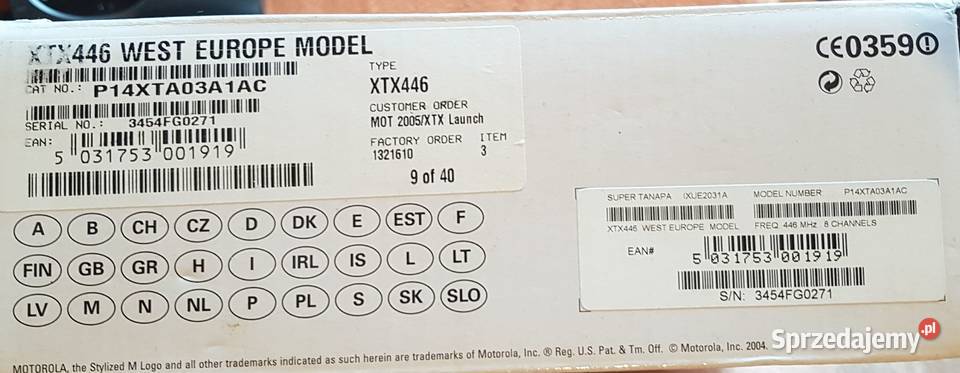 XTX446 WEST EUROPE MODEL
CAT NO.: P14XTA03A1AC
SERIAL NO.: 3454FG0271
EAN:
5 031753 001919
TYPE
XTX446
CUSTOMER ORDER
MOT 2005/XTX Launch
FACTORY ORDER ITEM
1321610 3
9 of 40
CE0359
A B CH CZ D DK E EST F
FIN GB GR H I IRL IS L LT
LV M N NL P PL S SK SLO
SUPER TANAPA IXUE2031A MODEL NUMBER P14XTA03A1AC
XTX446 WEST EUROPE MODEL FREQ. 446 MHz 8 CHANNELS
EAN#
5 031753 001919
S/N: 3454FG0271
MOTOROLA, the Stylized M Logo and all other trademarks indicated as such herein are trademarks of Motorola, Inc. ® Reg. U.S. Pat. & Tm. Off. © Motorola, Inc. 2004.
Sprzedajemy.pl